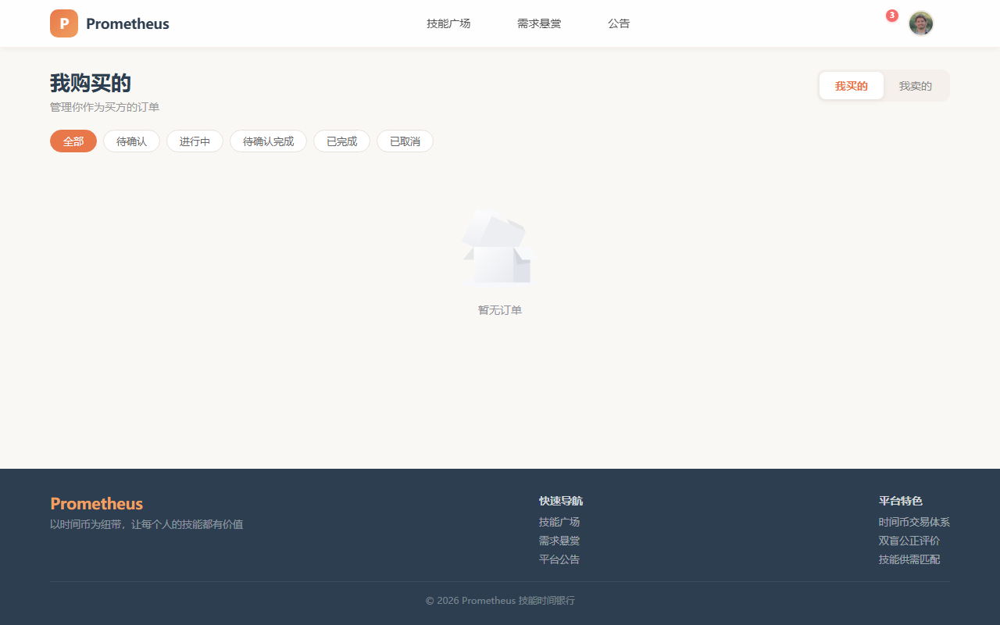 P Prometheus 技能广场 需求悬赏 公告 3
我购买的
管理你作为买方的订单
我买的 我卖的
全部 待确认 进行中 待确认完成 已完成 已取消
暂无订单
Prometheus
以时间币为纽带，让每个人的技能都有价值
快速导航
技能广场
需求悬赏
平台公告
平台特色
时间币交易体系
双盲公正评价
技能供需匹配
© 2026 Prometheus 技能时间银行